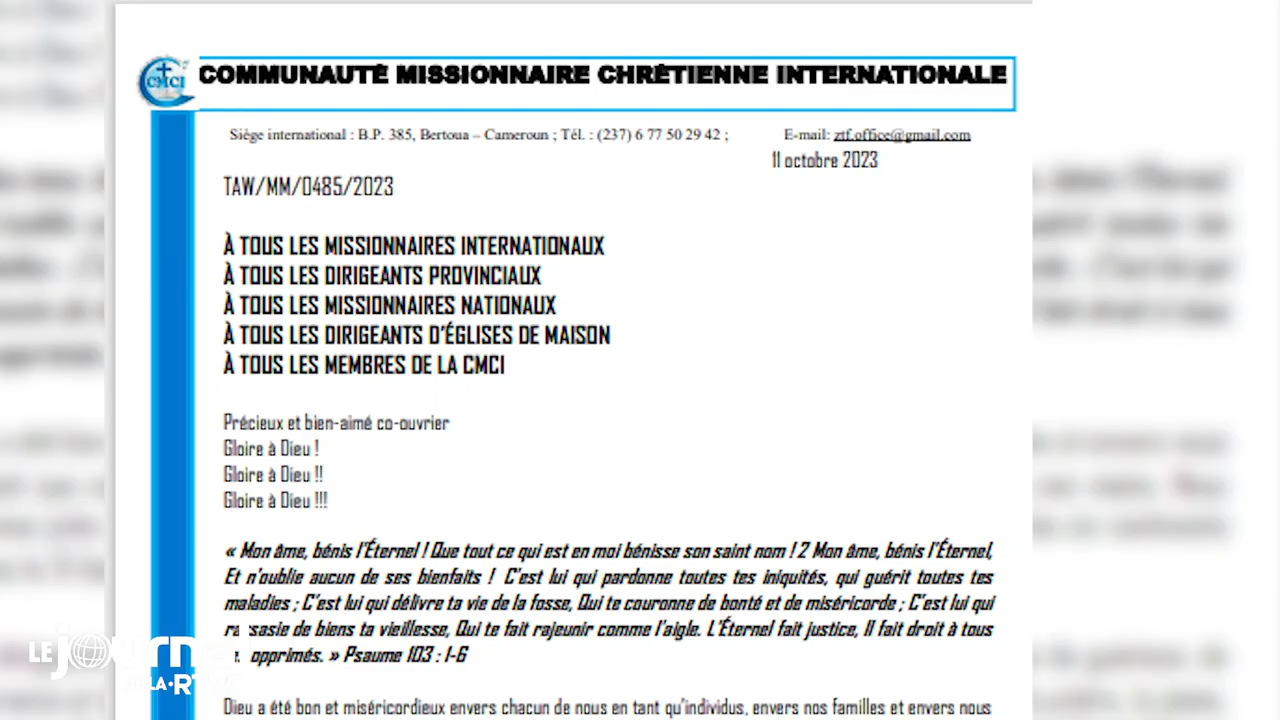 CMCI
COMMUNAUTÉ MISSIONNAIRE CHRÉTIENNE INTERNATIONALE
Siège international : B.P. 385, Bertoua – Cameroun ; Tél. : (237) 6 77 50 29 42 ; E-mail: ztf.office@gmail.com
11 octobre 2023
TAW/MM/0485/2023
À TOUS LES MISSIONNAIRES INTERNATIONAUX
À TOUS LES DIRIGEANTS PROVINCIAUX
À TOUS LES MISSIONNAIRES NATIONAUX
À TOUS LES DIRIGEANTS D'ÉGLISES DE MAISON
À TOUS LES MEMBRES DE LA CMCI
Précieux et bien-aimé co-ouvrier
Gloire à Dieu !
Gloire à Dieu !!
Gloire à Dieu !!!
« Mon âme, bénis l'Éternel ! Que tout ce qui est en moi bénisse son saint nom ! 2 Mon âme, bénis l'Éternel,
Et n'oublie aucun de ses bienfaits ! C'est lui qui pardonne toutes tes iniquités, qui guérit toutes tes
maladies ; C'est lui qui délivre ta vie de la fosse, Qui te couronne de bonté et de miséricorde ; C'est lui qui
de biens ta vieillesse, Qui te fait rajeunir comme l'aigle. L'Éternel fait justice, Il fait droit à tous
opprimés. » Psaume 103 : 1-6
Dieu a été bon et miséricordieux envers chacun de nous en tant qu'individus, envers nos familles et envers nous
LE JOURNA